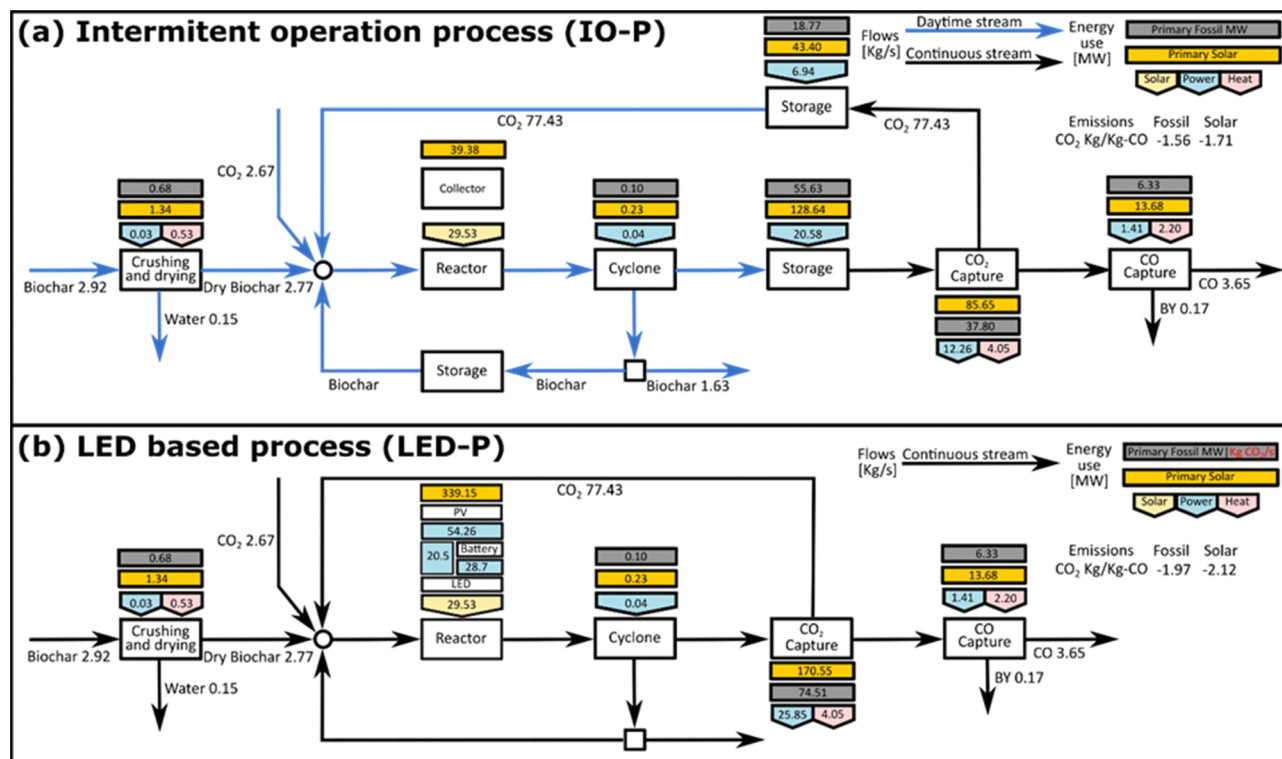 (a) Intermitent operation process (IO-P)
18.77
43.40
6.94
Storage
Flows
[Kg/s]
Daytime stream
Continuous stream
Energy
use
[MW]
Primary Fossil MW
Primary Solar
Solar
Power
Heat
Emissions Fossil Solar
CO₂ Kg/Kg-CO -1.56 -1.71
CO₂ 77.43
CO₂ 77.43
CO₂ 2.67
0.68
1.34
0.03
0.53
Crushing
and drying
Biochar 2.92
Dry Biochar 2.77
Water 0.15
39.38
Collector
29.53
Reactor
0.10
0.23
0.04
Cyclone
55.63
128.64
20.58
Storage
CO₂
Capture
85.65
37.80
12.26
4.05
6.33
13.68
1.41
2.20
CO
Capture
CO 3.65
BY 0.17
Storage
Biochar
Biochar
Biochar 1.63
(b) LED based process (LED-P)
Flows
[Kg/s]
Continuous stream
Energy
use
[MW]
Primary Fossil MW|Kg CO₂/s
Primary Solar
Solar
Power
Heat
Emissions Fossil Solar
CO₂ Kg/Kg-CO -1.97 -2.12
CO₂ 77.43
CO₂ 2.67
0.68
1.34
0.03
0.53
Crushing
and drying
Biochar 2.92
Dry Biochar 2.77
Water 0.15
339.15
PV
54.26
20.5
Battery
28.7
LED
29.53
Reactor
0.10
0.23
0.04
Cyclone
CO₂
Capture
170.55
74.51
25.85
4.05
6.33
13.68
1.41
2.20
CO
Capture
CO 3.65
BY 0.17